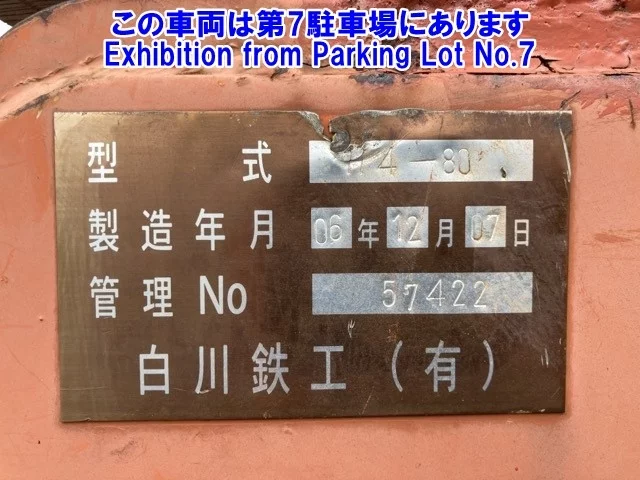 この車両は第7駐車場にあります
Exhibition from Parking Lot No.7
型式 4-80
製造年月 06年12月07日
管理No 57422
白川鉄工(有)